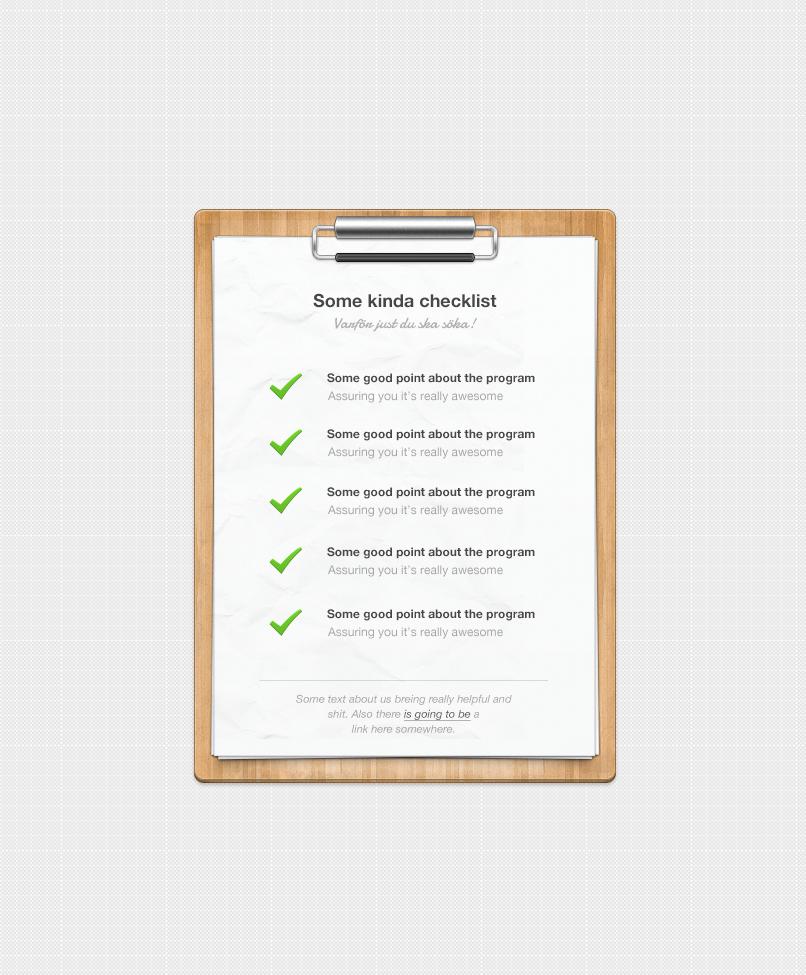 Some kinda checklist
Varför just du ska söka!
Some good point about the program
Assuring you it's really awesome
Some good point about the program
Assuring you it's really awesome
Some good point about the program
Assuring you it's really awesome
Some good point about the program
Assuring you it's really awesome
Some good point about the program
Assuring you it's really awesome
Some text about us breing really helpful and
shit. Also there is going to be a
link here somewhere.